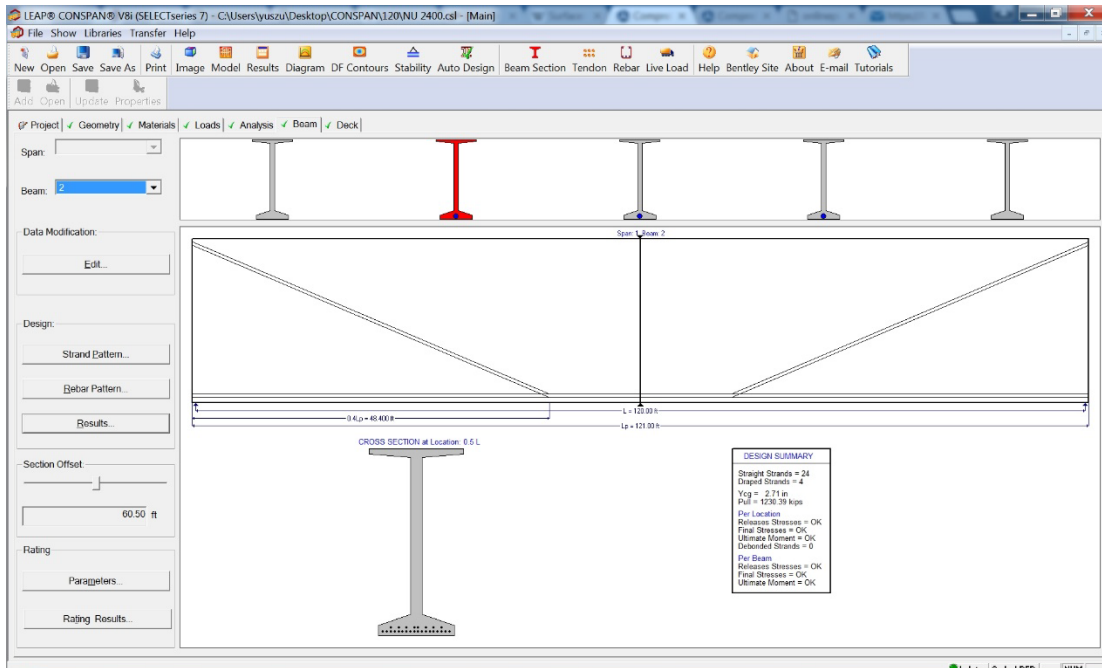 LEAP® CONSPAN® V8i (SELECTseries 7) - C:\Users\yuszu\Desktop\CONSPAN\120\NU 2400.csl - [Main]
File Show Libraries Transfer Help
New Open Save Save As Print Image Model Results Diagram DF Contours Stability Auto Design Beam Section Tendon Rebar Live Load Help Bentley Site About E-mail Tutorials
Add Open Update Properties
Project Geometry Materials Loads Analysis Beam Deck
Span:
Beam: 2
Data Modification:
Edit...
Design:
Strand Pattern...
Rebar Pattern...
Results...
Section Offset:
60.50 ft
Rating
Parameters...
Rating Results...
Span: 1, Beam: 2
L = 120.00 ft
0.4Lp = 48.400 ft
Lp = 121.00 ft
CROSS SECTION at Location: 0.5 L
DESIGN SUMMARY
Straight Strands = 24
Draped Strands = 4
Ycg = 2.71 in
Pull = 1230.39 kips
Per Location
Releases Stresses = OK
Final Stresses = OK
Ultimate Moment = OK
Debonded Strands = 0
Per Beam
Releases Stresses = OK
Final Stresses = OK
Ultimate Moment = OK